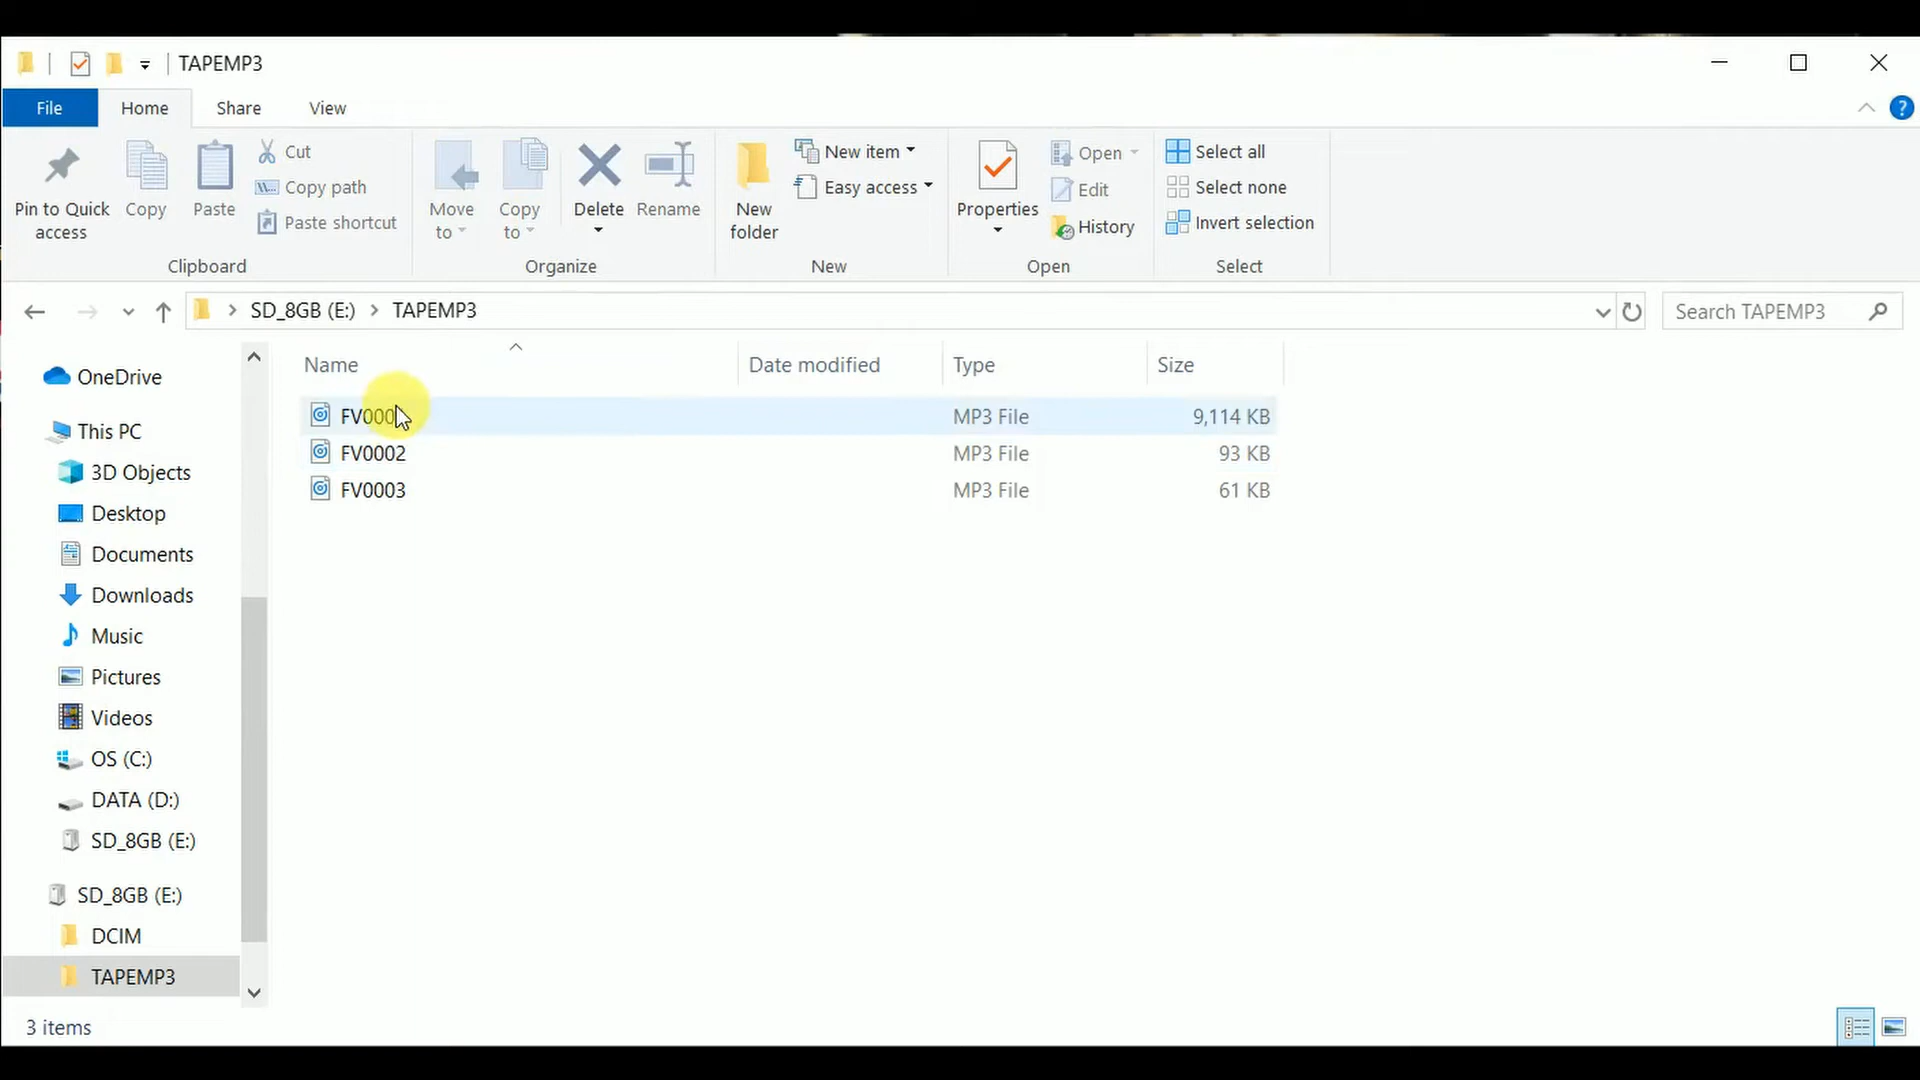 TAPEMP3
File Home Share View
Pin to Quick access
Copy
Paste
Cut
Copy path
Paste shortcut
Clipboard
Move to
Copy to
Delete
Rename
Organize
New folder
New item
Easy access
New
Properties
Open
Edit
History
Open
Select all
Select none
Invert selection
Select
SD_8GB (E:) TAPEMP3
Search TAPEMP3
OneDrive
This PC
3D Objects
Desktop
Documents
Downloads
Music
Pictures
Videos
OS (C:)
DATA (D:)
SD_8GB (E:)
SD_8GB (E:)
DCIM
TAPEMP3
Name Date modified Type Size
MP3 File 9,114 KB
FV0002 MP3 File 93 KB
FV0003 MP3 File 61 KB
3 items